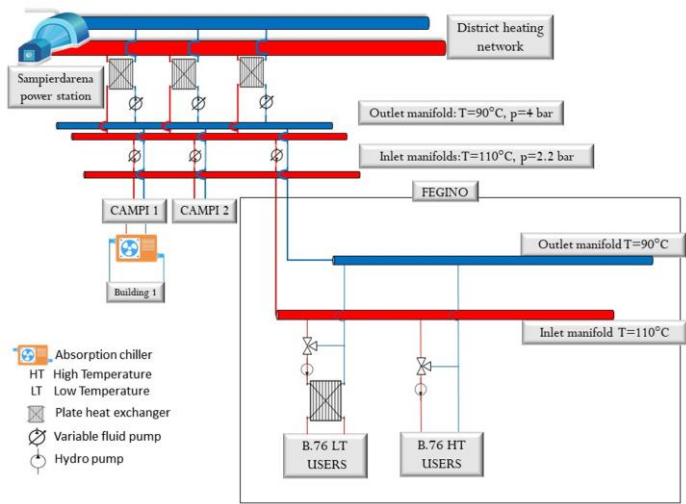 District heating
network
Sampierdarena
power station
Outlet manifold: T=90°C, p=4 bar
Inlet manifolds: T=110°C, p=2.2 bar
FEGINO
CAMPI 1
CAMPI 2
Outlet manifold T=90°C
Building 1
Inlet manifold T=110°C
Absorption chiller
HT High Temperature
LT Low Temperature
Plate heat exchanger
Variable fluid pump
Hydro pump
B.76 LT
USERS
B.76 HT
USERS